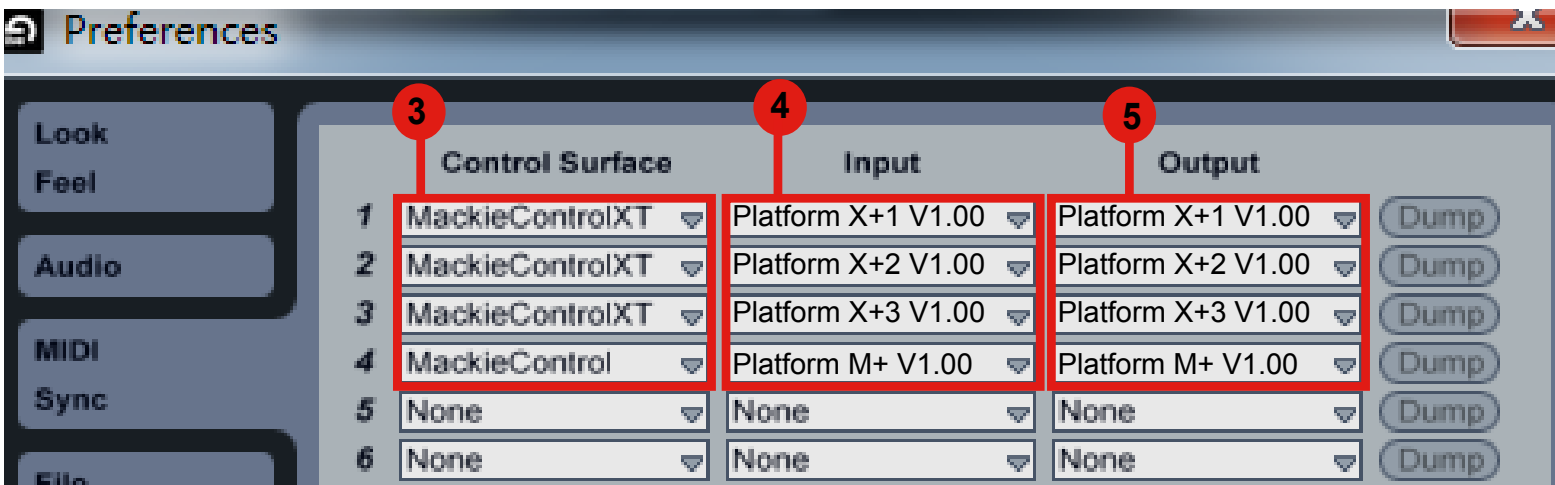 Preferences
3
4
5
Look
Feel
Audio
MIDI
Sync
File
Control Surface Input Output
1 MackieControlXT Platform X+1 V1.00 Platform X+1 V1.00 Dump
2 MackieControlXT Platform X+2 V1.00 Platform X+2 V1.00 Dump
3 MackieControlXT Platform X+3 V1.00 Platform X+3 V1.00 Dump
4 MackieControl Platform M+ V1.00 Platform M+ V1.00 Dump
5 None None None Dump
6 None None None Dump